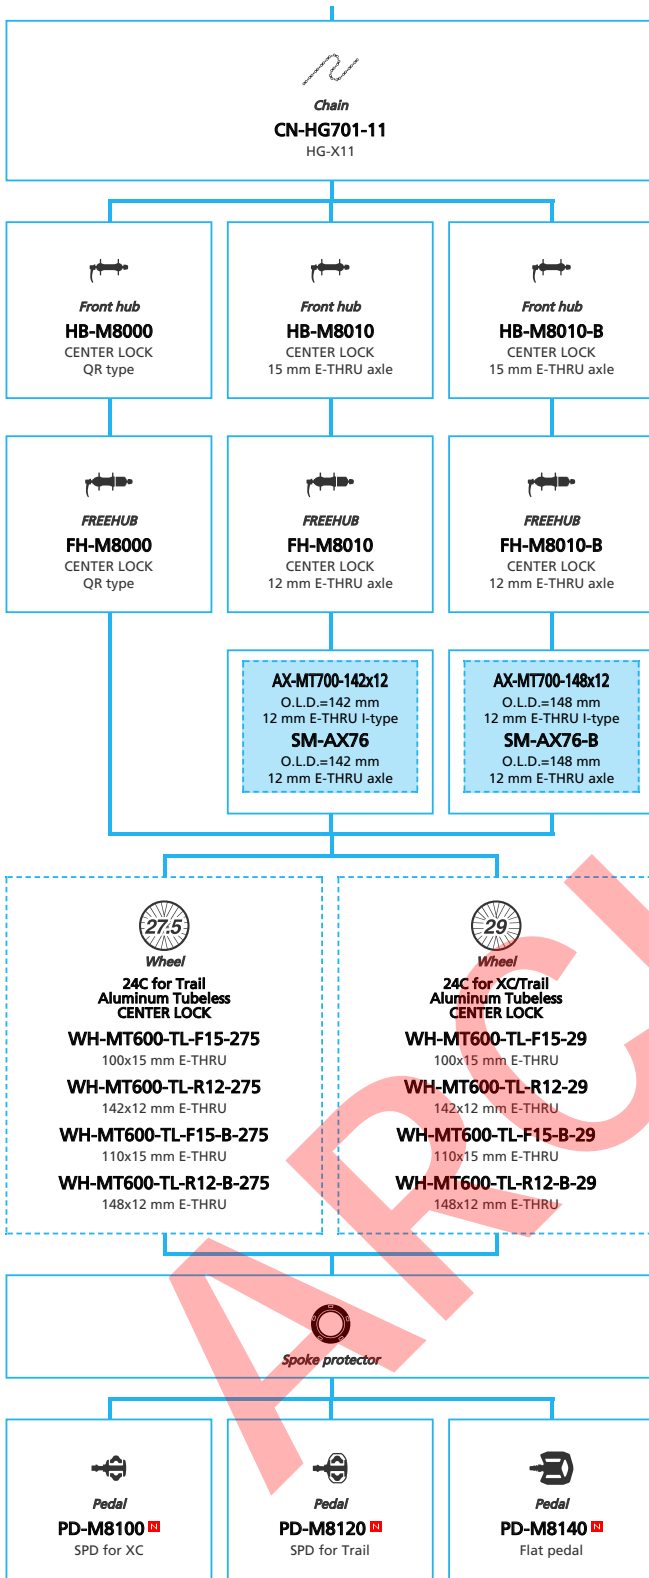 Chain
CN-HG701-11
HG-X11
Front hub
HB-M8000
CENTER LOCK
QR type
Front hub
HB-M8010
CENTER LOCK
15 mm E-THRU axle
Front hub
HB-M8010-B
CENTER LOCK
15 mm E-THRU axle
FREEHUB
FH-M8000
CENTER LOCK
QR type
FREEHUB
FH-M8010
CENTER LOCK
12 mm E-THRU axle
FREEHUB
FH-M8010-B
CENTER LOCK
12 mm E-THRU axle
AX-MT700-142x12
O.L.D.=142 mm
12 mm E-THRU I-type
SM-AX76
O.L.D.=142 mm
12 mm E-THRU axle
AX-MT700-148x12
O.L.D.=148 mm
12 mm E-THRU I-type
SM-AX76-B
O.L.D.=148 mm
12 mm E-THRU axle
27.5
Wheel
24C for Trail
Aluminum Tubeless
CENTER LOCK
WH-MT600-TL-F15-275
100x15 mm E-THRU
WH-MT600-TL-R12-275
142x12 mm E-THRU
WH-MT600-TL-F15-B-275
110x15 mm E-THRU
WH-MT600-TL-R12-B-275
148x12 mm E-THRU
29
Wheel
24C for XC/Trail
Aluminum Tubeless
CENTER LOCK
WH-MT600-TL-F15-29
100x15 mm E-THRU
WH-MT600-TL-R12-29
142x12 mm E-THRU
WH-MT600-TL-F15-B-29
110x15 mm E-THRU
WH-MT600-TL-R12-B-29
148x12 mm E-THRU
Spoke protector
Pedal
PD-M8100 N
SPD for XC
Pedal
PD-M8120 N
SPD for Trail
Pedal
PD-M8140 N
Flat pedal
ARC